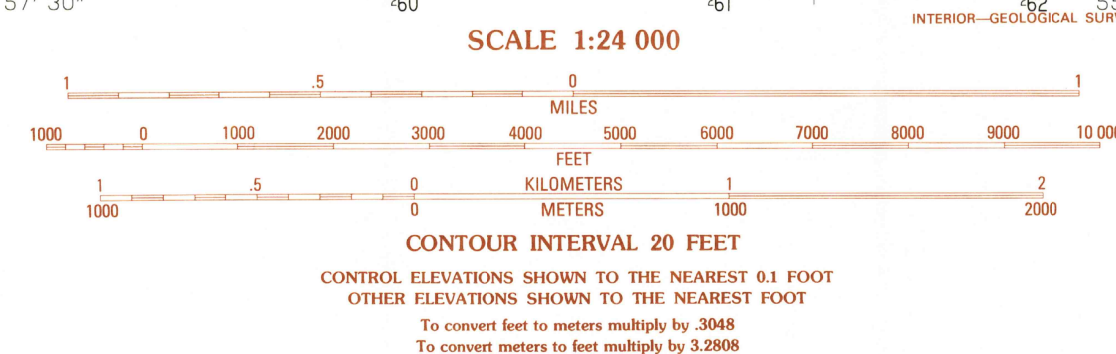 57' 30" ²60 ²61 ²62
INTERIOR—GEOLOGICAL
SCALE 1:24 000
1 .5 0 1
MILES
1000 0 1000 2000 3000 4000 5000 6000 7000 8000 9000 10 000
FEET
1 .5 0 KILOMETERS 1 2
1000 0 METERS 1000 2000
CONTOUR INTERVAL 20 FEET
CONTROL ELEVATIONS SHOWN TO THE NEAREST 0.1 FOOT
OTHER ELEVATIONS SHOWN TO THE NEAREST FOOT
To convert feet to meters multiply by .3048
To convert meters to feet multiply by 3.2808